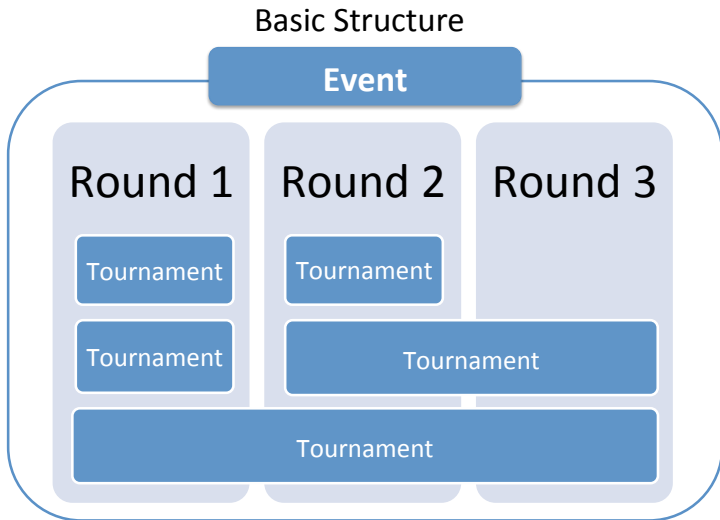 Basic Structure
Event
Round 1
Round 2
Round 3
Tournament
Tournament
Tournament
Tournament
Tournament